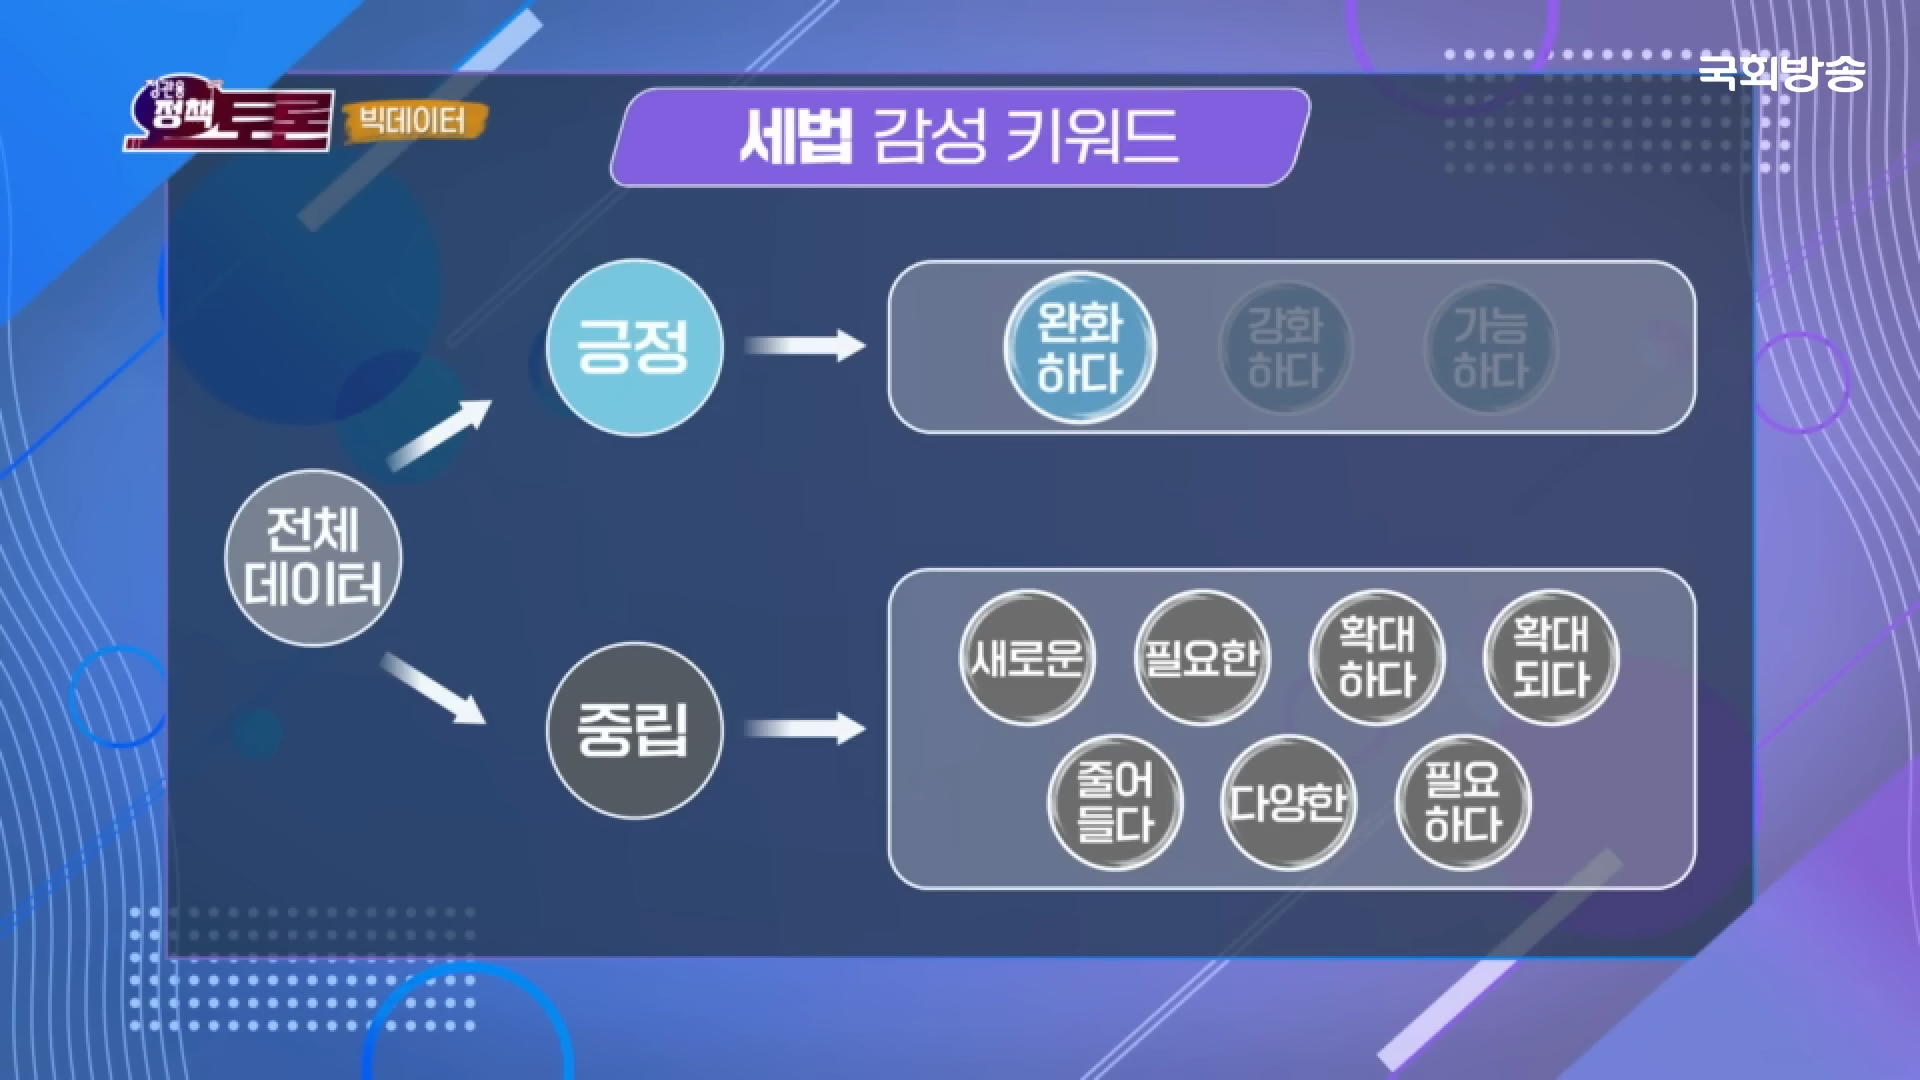 정관용
정책
토론
빅데이터
국회방송
세법 감성 키워드
전체
데이터
긍정
완화
하다
강화
하다
가능
하다
중립
새로운
필요한
확대
하다
확대
되다
줄어
들다
다양한
필요
하다